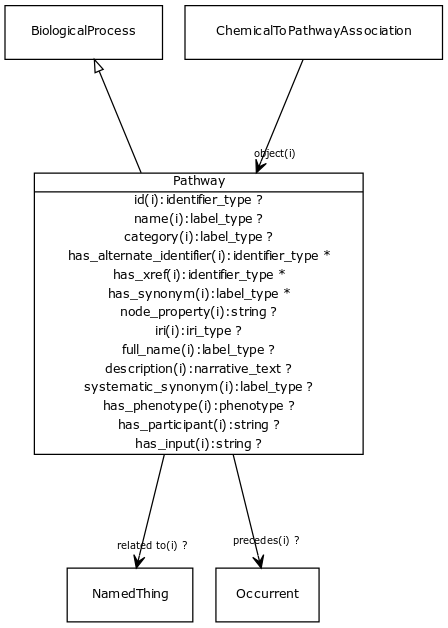 BiologicalProcess
ChemicalToPathwayAssociation
object(i)
Pathway
id(i):identifier_type ?
name(i):label_type ?
category(i):label_type ?
has_alternate_identifier(i):identifier_type *
has_xref(i):identifier_type *
has_synonym(i):label_type *
node_property(i):string ?
iri(i):iri_type ?
full_name(i):label_type ?
description(i):narrative_text ?
systematic_synonym(i):label_type ?
has_phenotype(i):phenotype ?
has_participant(i):string ?
has_input(i):string ?
related to(i) ?
precedes(i) ?
NamedThing
Occurrent